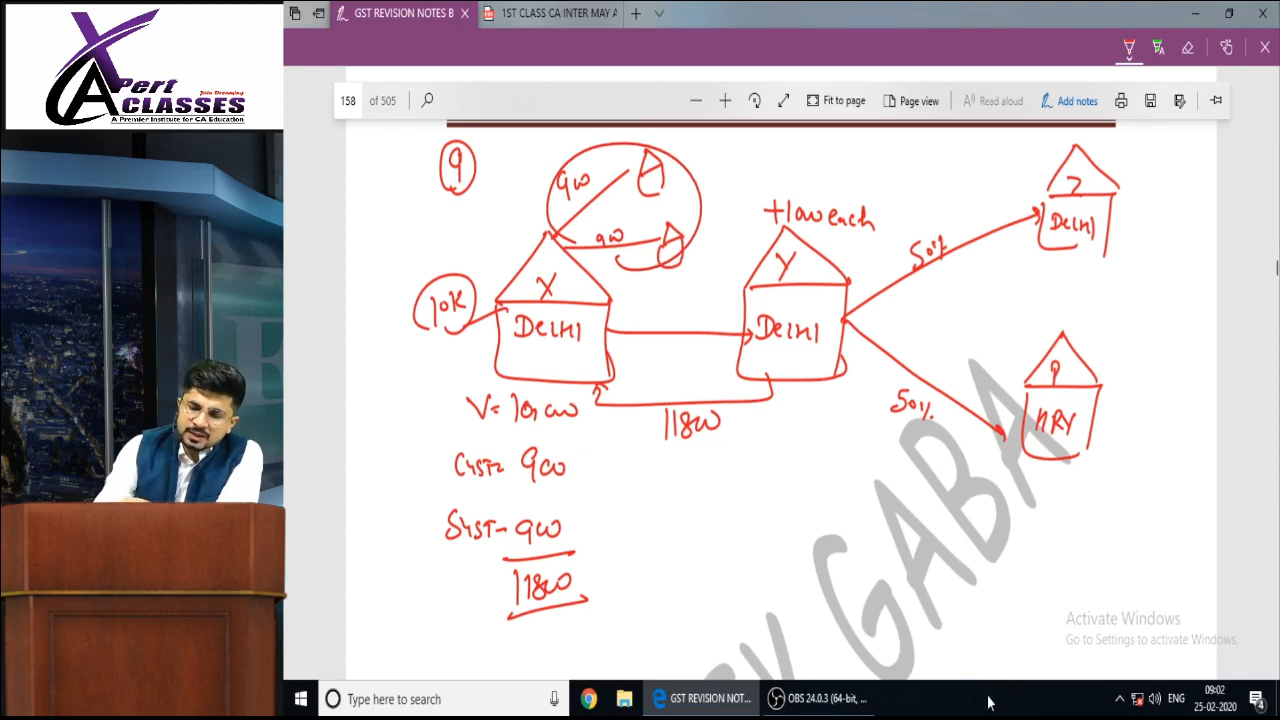 GST REVISION NOTES B
1ST CLASS CA INTER MAY A
XPert
Join Becoming
CA CLASSES
A Premier Institute for CA Education
158 of 505
Fit to page
Page view
Read aloud
Add notes
9
900
900
+1000 each
X
Y
Z
10K
DELHI
DELHI
DELHI
50%
50%
P
HRY
V= 10,000
11800
CGST- 900
SGST- 900
11800
GABA
Activate Windows
Go to Settings to activate Windows.
Type here to search
GST REVISION NOT...
OBS 24.0.3 (64-bit, ...
ENG
09:02
25-02-2020
4